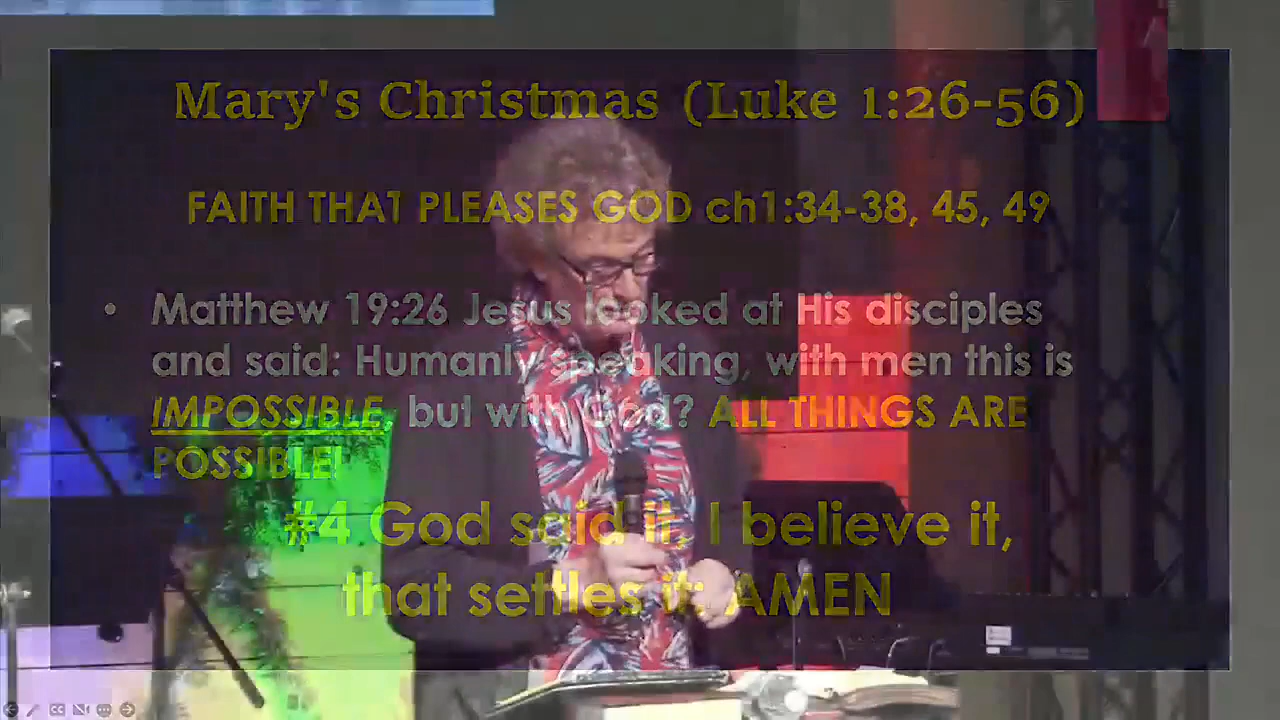 Mary's Christmas (Luke 1:26-56)
FAITH THAT PLEASES GOD ch1:34-38, 45, 49
• Matthew 19:26 Jesus looked at His disciples
and said: Humanly speaking, with men this is
IMPOSSIBLE, but with God? ALL THINGS ARE
POSSIBLE!
#4 God said it, I believe it,
that settles it: AMEN